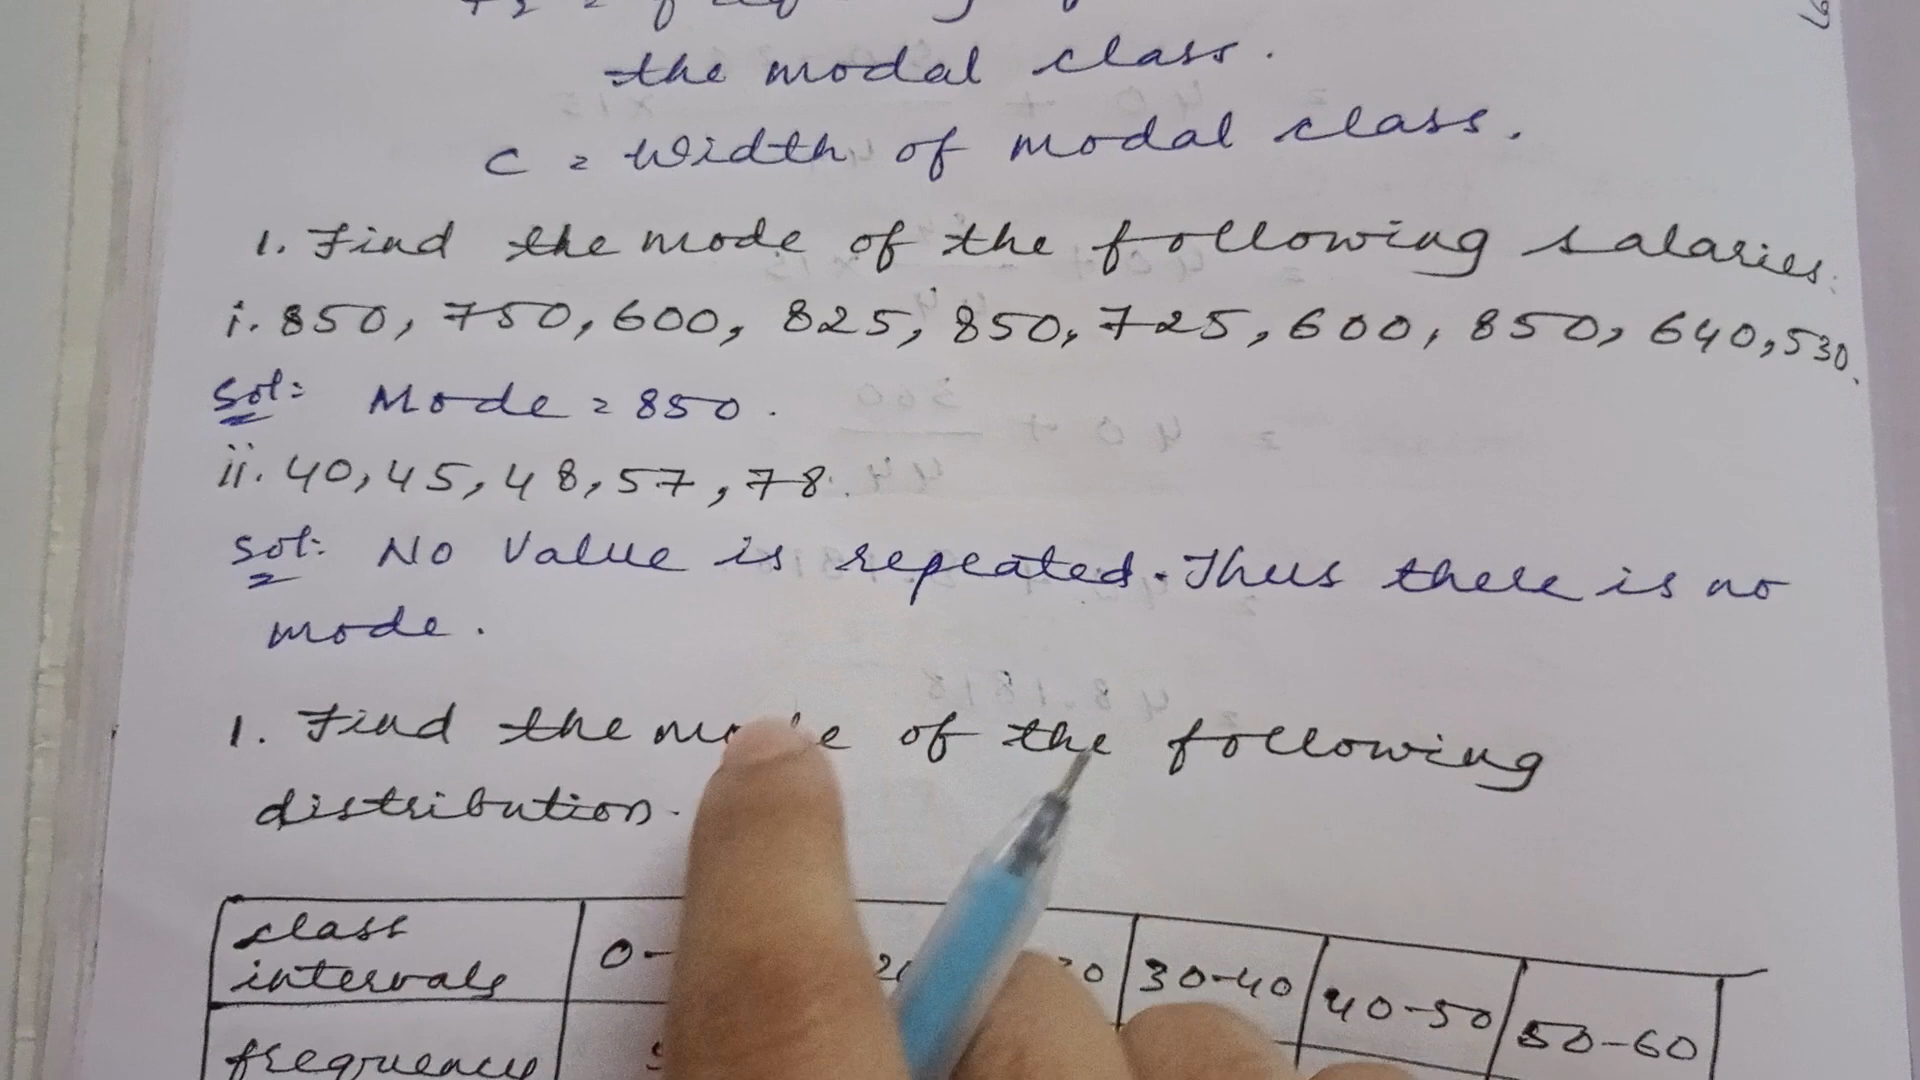 the modal class.
C = Width of modal class.
1. Find the mode of the following salaries:
i. 850, 750, 600, 825, 850, 725, 600, 850, 640, 530.
Sol: Mode = 850.
ii. 40, 45, 48, 57, 78.
Sol: No Value is repeated. Thus there is no
mode.
1. Find the mode of the following
distribution.
class
intervals 0- 30-40 40-50 50-60
frequency